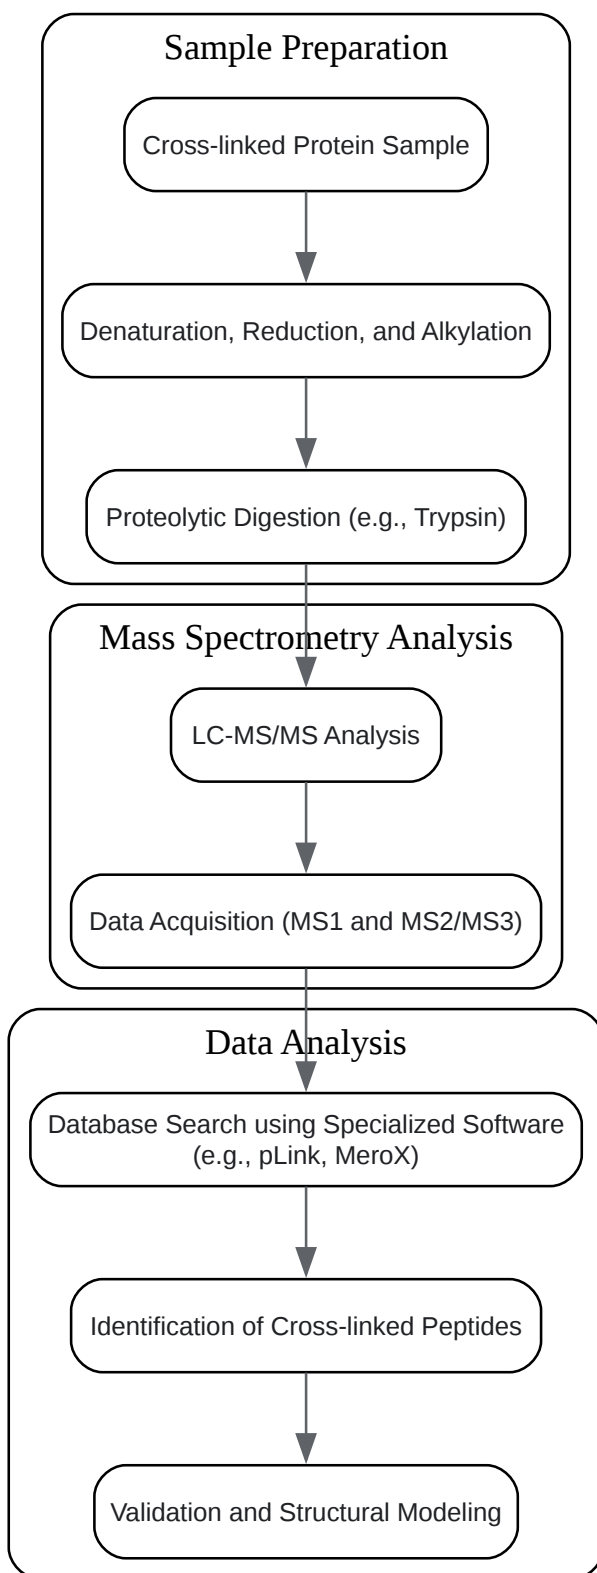 Sample Preparation
Cross-linked Protein Sample
Denaturation, Reduction, and Alkylation
Proteolytic Digestion (e.g., Trypsin)
Mass Spectrometry Analysis
LC-MS/MS Analysis
Data Acquisition (MS1 and MS2/MS3)
Data Analysis
Database Search using Specialized Software
(e.g., pLink, MeroX)
Identification of Cross-linked Peptides
Validation and Structural Modeling